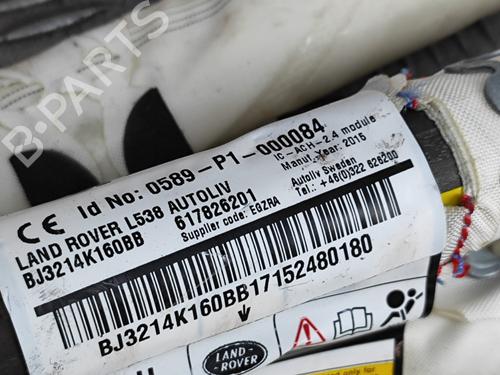 B-PARTS
CE Id No: 0589-P1-000084
IC-ACH-2.4 module
Manuf. Year: 2015
LAND ROVER L538 AUTOLIV
Autoliv Sweden
BJ3214K160BB
617826201
Tel.: +46(0)322 626200
Supplier code: EGZRA
BJ3214K160BB17152480180
LAND-
ROVER